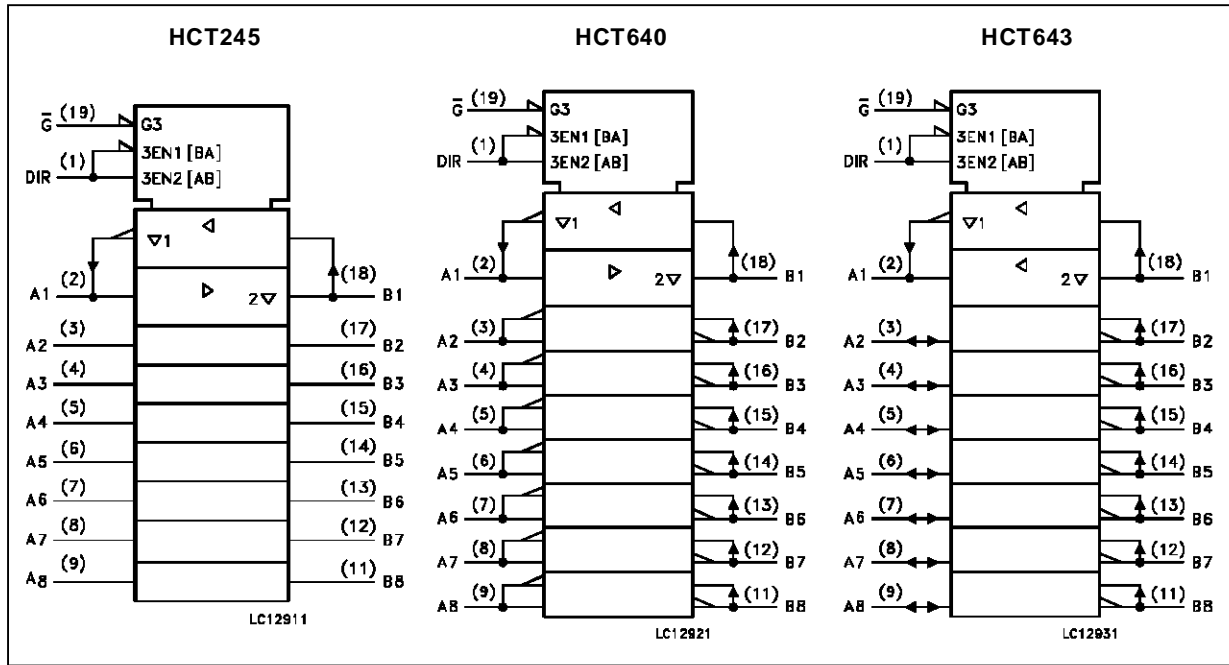 HCT245
G (19)
G3
3EN1 [BA]
DIR (1)
3EN2 [AB]
▽1
◁
A1 (2)
▷
2▽
(18) B1
A2 (3)
(17) B2
A3 (4)
(16) B3
A4 (5)
(15) B4
A5 (6)
(14) B5
A6 (7)
(13) B6
A7 (8)
(12) B7
A8 (9)
(11) B8
LC12911
HCT640
G (19)
G3
3EN1 [BA]
DIR (1)
3EN2 [AB]
▽1
◁
A1 (2)
▷
2▽
(18) B1
A2 (3)
(17) B2
A3 (4)
(16) B3
A4 (5)
(15) B4
A5 (6)
(14) B5
A6 (7)
(13) B6
A7 (8)
(12) B7
A8 (9)
(11) B8
LC12921
HCT643
G (19)
G3
3EN1 [BA]
DIR (1)
3EN2 [AB]
▽1
◁
A1 (2)
◁
2▽
(18) B1
A2 (3)
(17) B2
A3 (4)
(16) B3
A4 (5)
(15) B4
A5 (6)
(14) B5
A6 (7)
(13) B6
A7 (8)
(12) B7
A8 (9)
(11) B8
LC12931